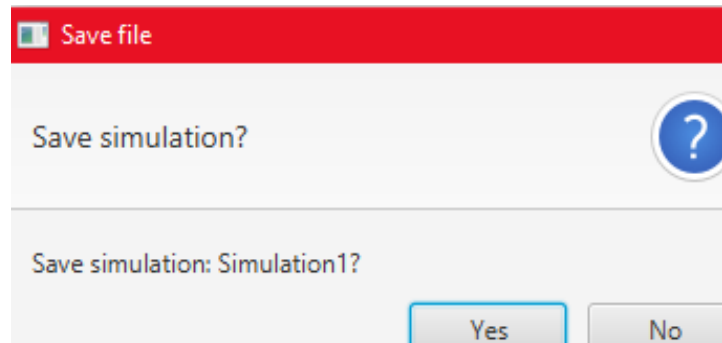 Save file
Save simulation?
?
Save simulation: Simulation1?
Yes No